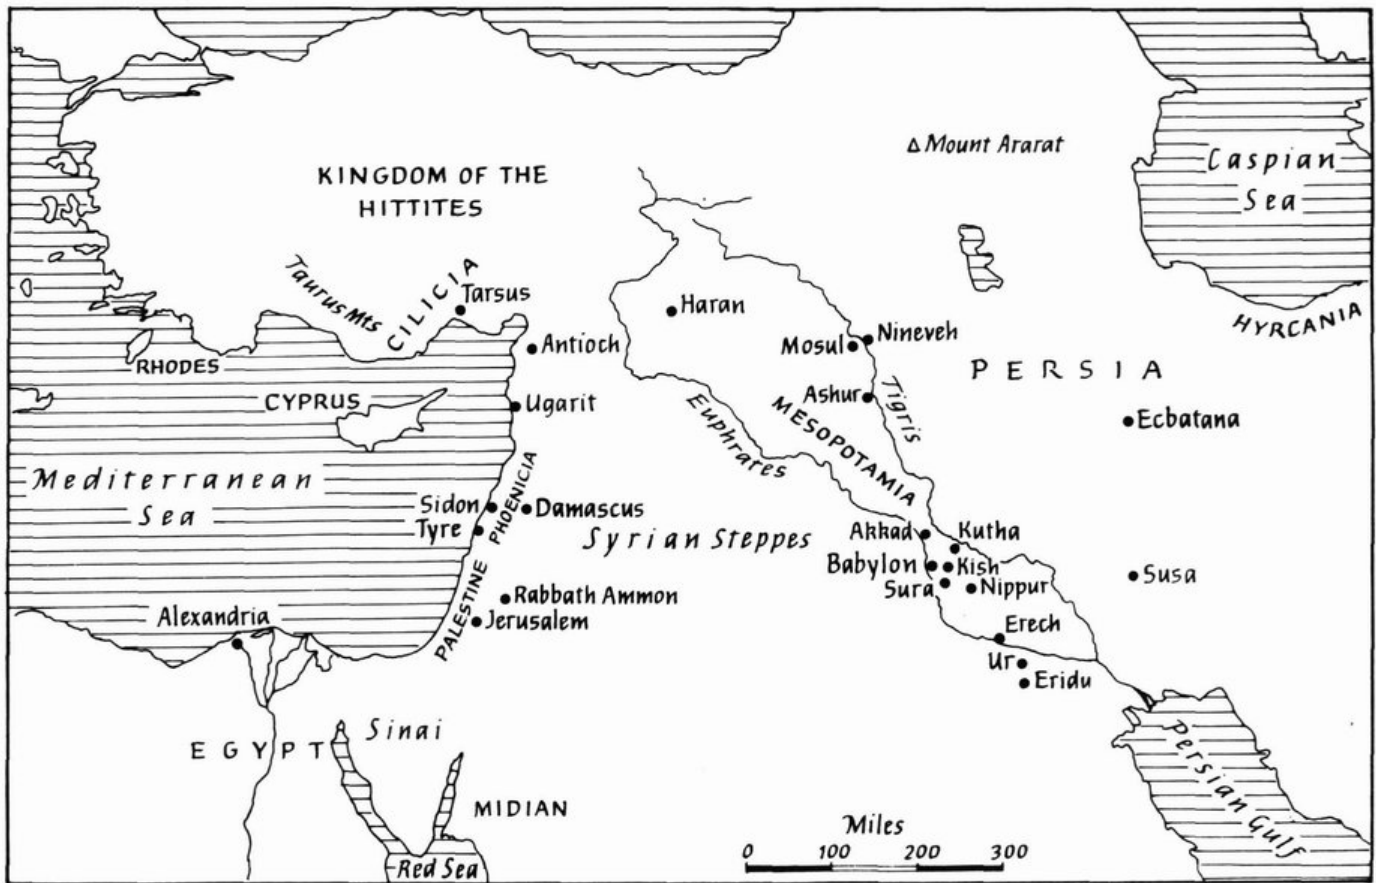 Mount Ararat
Caspian
Sea
KINGDOM OF THE
HITTITES
Taurus Mts
CILICIA
Tarsus
Haran
HYRCANIA
Antioch
Mosul
Nineveh
RHODES
PERSIA
CYPRUS
Ugarit
Ashur
Tigris
Euphrates
MESOPOTAMIA
Ecbatana
Mediterranean
Sea
Sidon
Tyre
PHOENICIA
Damascus
Syrian Steppes
Akkad
Kutha
Babylon
Kish
Sura
Nippur
Susa
Alexandria
PALESTINE
Rabbath Ammon
Jerusalem
Erech
Ur
Eridu
EGYPT
Sinai
MIDIAN
Red Sea
Persian Gulf
Miles
0 100 200 300